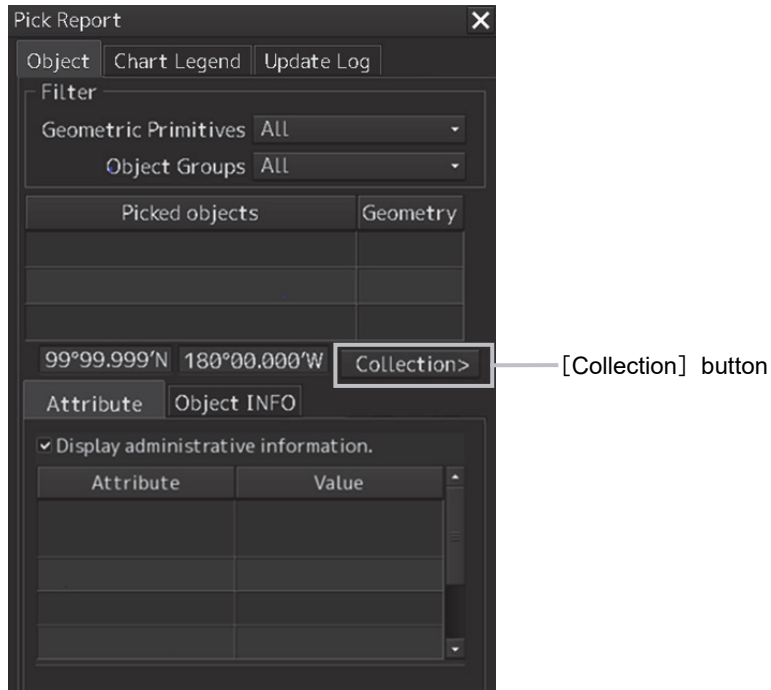 Pick Report
Object Chart Legend Update Log
Filter
Geometric Primitives All
Object Groups All
Picked objects Geometry
99°99.999′N 180°00.000′W Collection>
［Collection］ button
Attribute Object INFO
Display administrative information.
Attribute Value